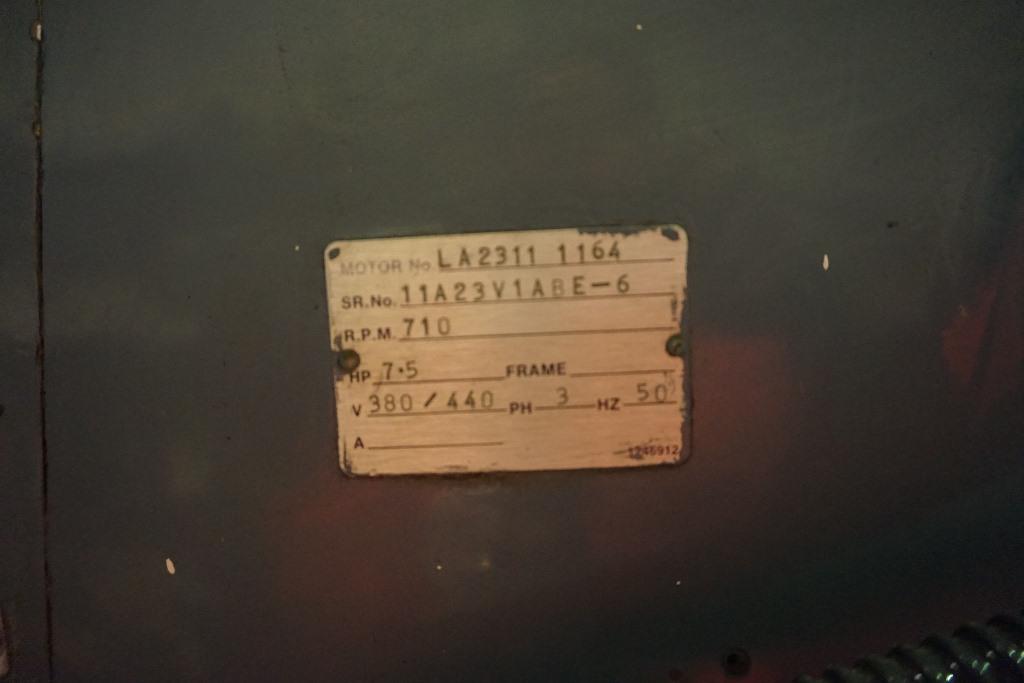 MOTOR No LA2311 1164
SR.No. 11A23V1ABE-6
R.P.M. 710
HP 7.5 FRAME
V 380 / 440 PH 3 HZ 50
A
1246912